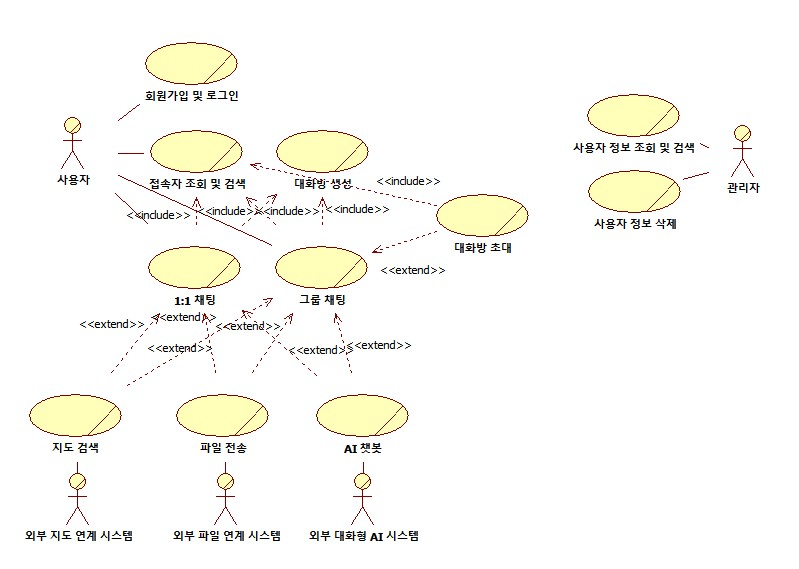 회원가입 및 로그인
사용자
접속자 조회 및 검색
대화방 생성
<<include>>
사용자 정보 조회 및 검색
관리자
사용자 정보 삭제
<<include>>
<<include>>
<<include>>
<<include>>
대화방 초대
<<extend>>
1:1 채팅
그룹 채팅
<<extend>>
<<extend>>
<<extend>>
<<extend>>
<<extend>>
<<extend>>
지도 검색
파일 전송
AI 챗봇
외부 지도 연계 시스템
외부 파일 연계 시스템
외부 대화형 AI 시스템